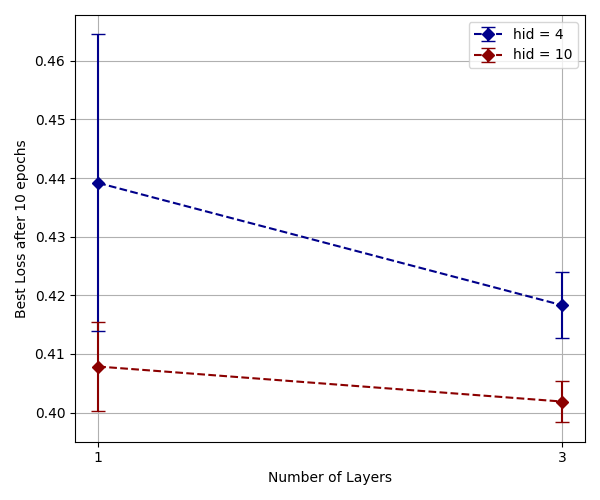 hid = 4
hid = 10
0.46
0.45
0.44
0.43
0.42
0.41
0.40
Best Loss after 10 epochs
1
3
Number of Layers